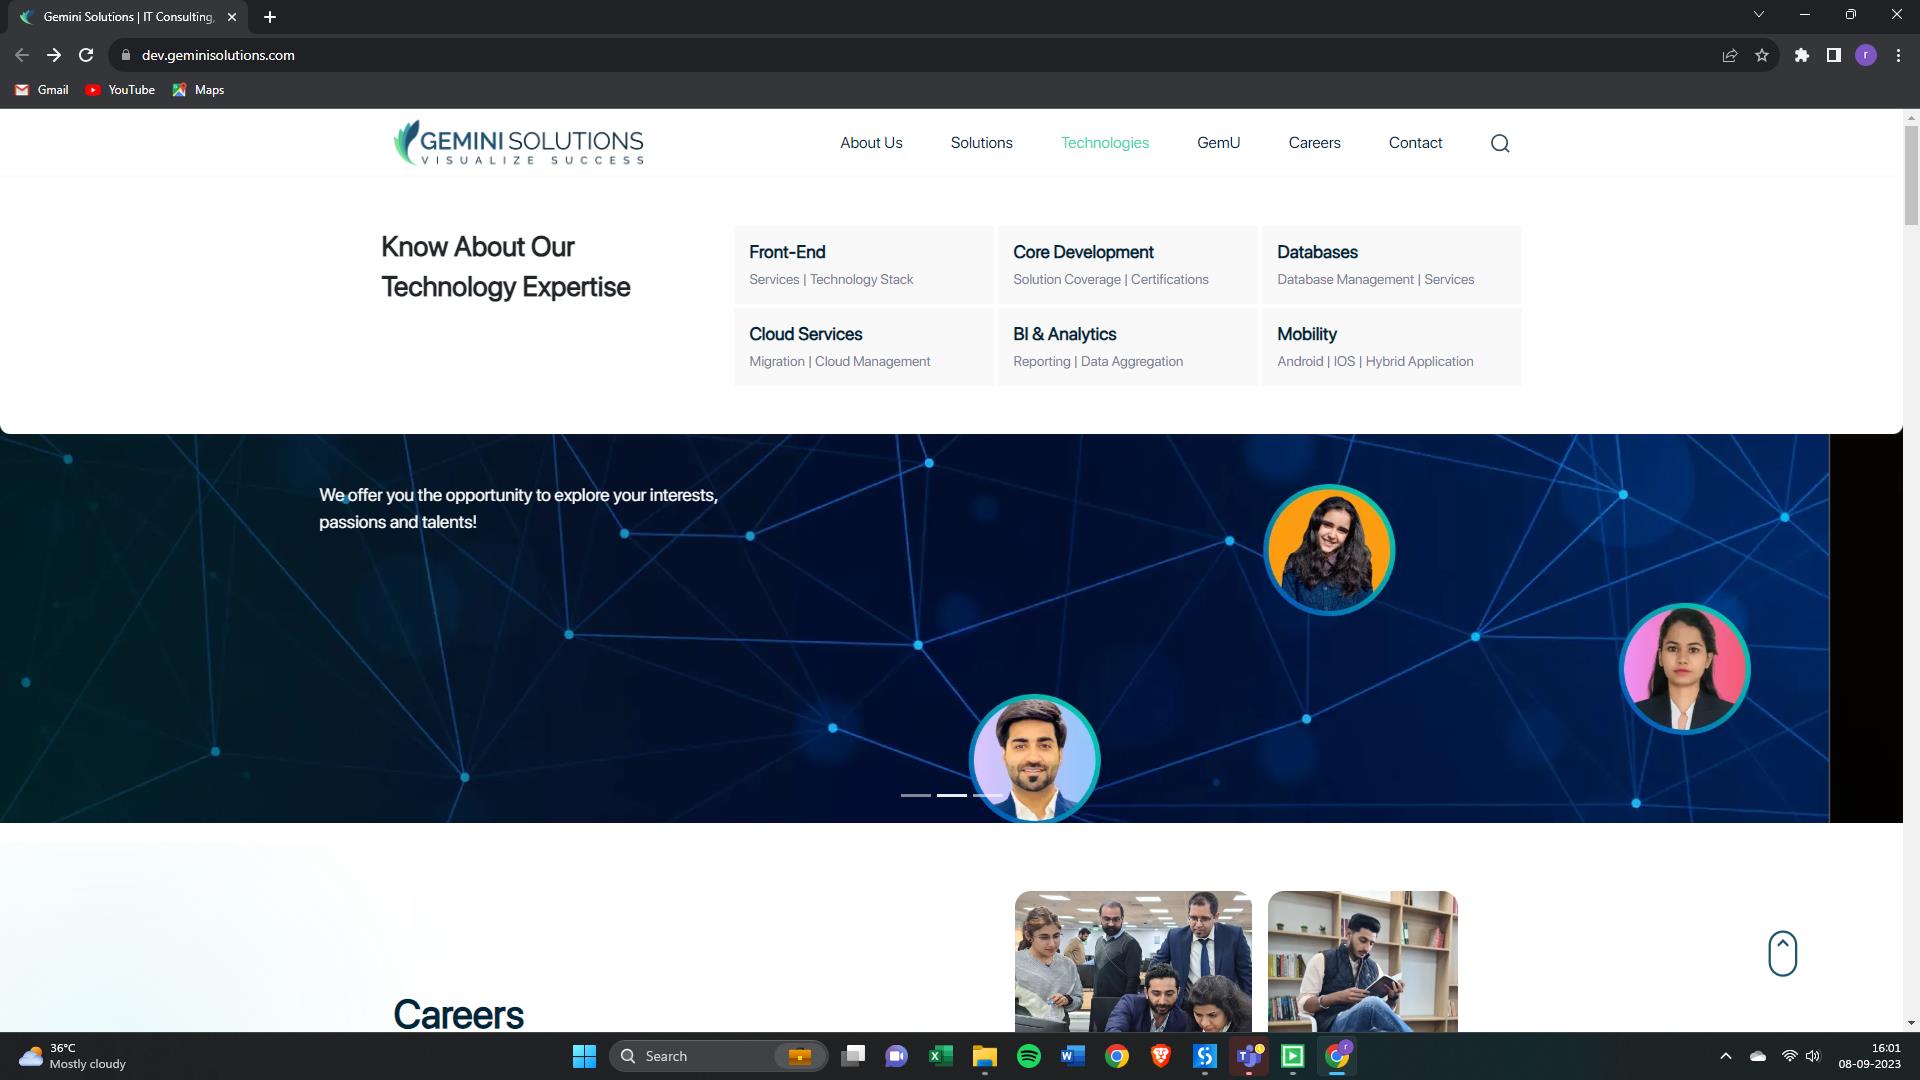 Gemini Solutions | IT Consulting,
dev.geminisolutions.com
r
Gmail
YouTube
Maps
GEMINI SOLUTIONS
VISUALIZE SUCCESS
About Us
Solutions
Technologies
GemU
Careers
Contact
Know About Our
Technology Expertise
Front-End
Services | Technology Stack
Core Development
Solution Coverage | Certifications
Databases
Database Management | Services
Cloud Services
Migration | Cloud Management
BI & Analytics
Reporting | Data Aggregation
Mobility
Android | IOS | Hybrid Application
We offer you the opportunity to explore your interests,
passions and talents!
Careers
36°C
Mostly cloudy
Search
16:01
08-09-2023